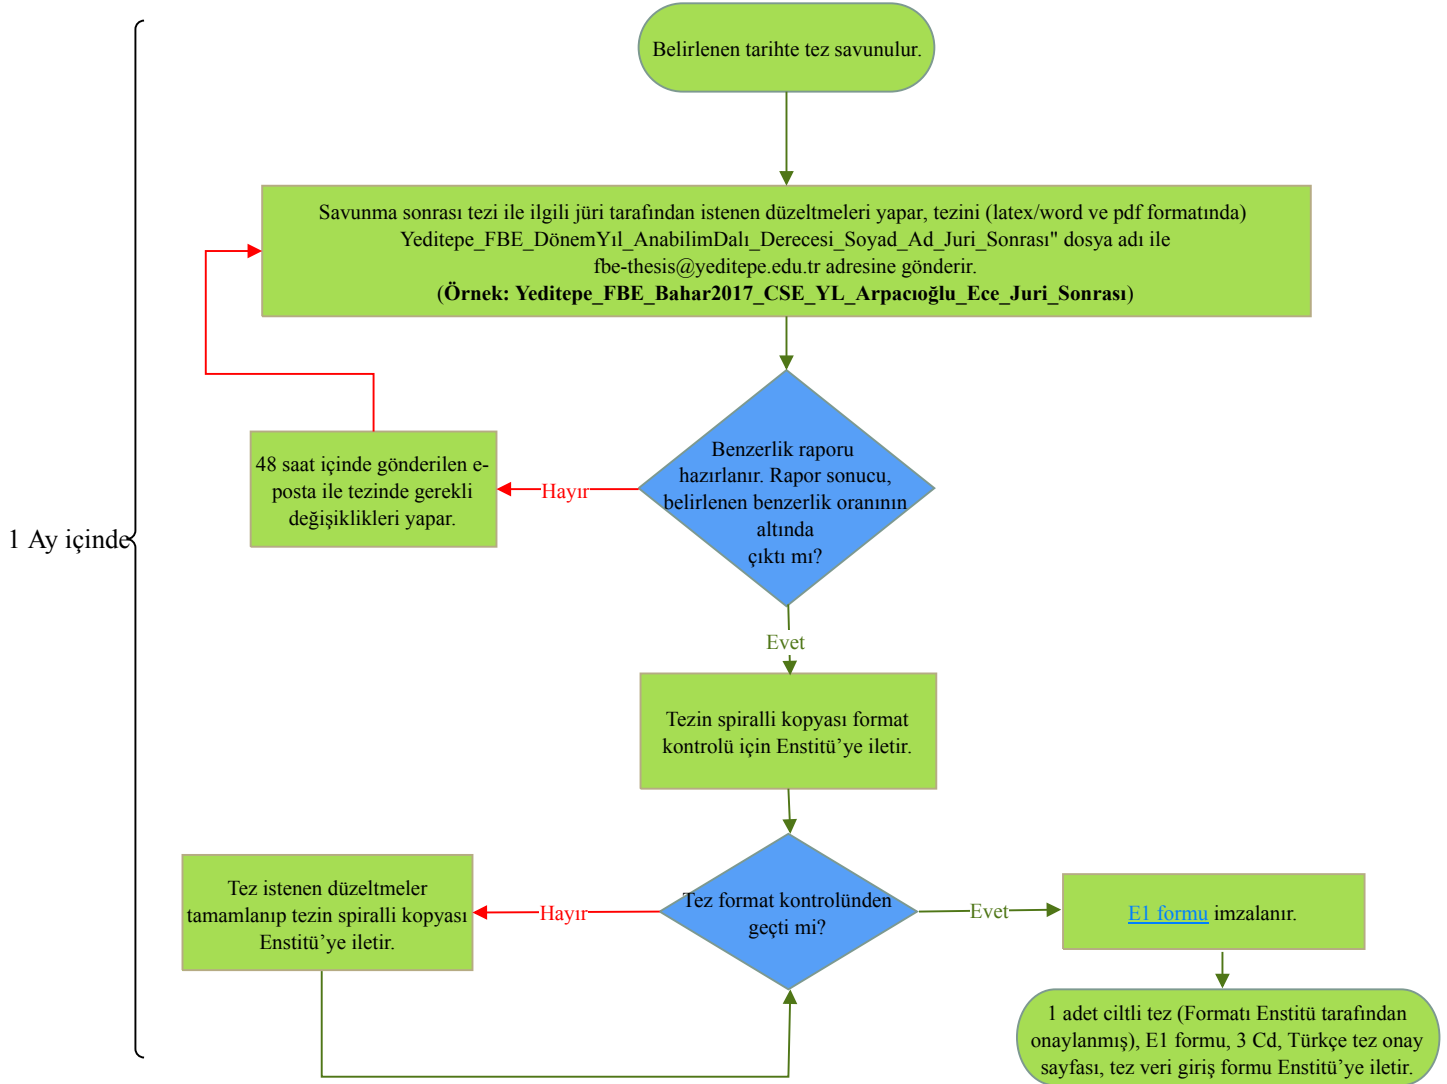 Belirlenen tarihte tez savunulur.
Savunma sonrası tezi ile ilgili jüri tarafından istenen düzeltmeleri yapar, tezini (latex/word ve pdf formatında)
Yeditepe_FBE_DönemYıl_AnabilimDalı_Derecesi_Soyad_Ad_Juri_Sonrası" dosya adı ile
fbe-thesis@yeditepe.edu.tr adresine gönderir.
(Örnek: Yeditepe_FBE_Bahar2017_CSE_YL_Arpacıoğlu_Ece_Juri_Sonrası)
Benzerlik raporu
hazırlanır. Rapor sonucu,
belirlenen benzerlik oranının
altında
çıktı mı?
Hayır
48 saat içinde gönderilen e-
posta ile tezinde gerekli
değişiklikleri yapar.
1 Ay içinde
Evet
Tezin spiralli kopyası format
kontrolü için Enstitü’ye iletir.
Tez format kontrolünden
geçti mi?
Hayır
Tez istenen düzeltmeler
tamamlanıp tezin spiralli kopyası
Enstitü’ye iletir.
Evet
E1 formu imzalanır.
1 adet ciltli tez (Formatı Enstitü tarafından
onaylanmış), E1 formu, 3 Cd, Türkçe tez onay
sayfası, tez veri giriş formu Enstitü’ye iletir.